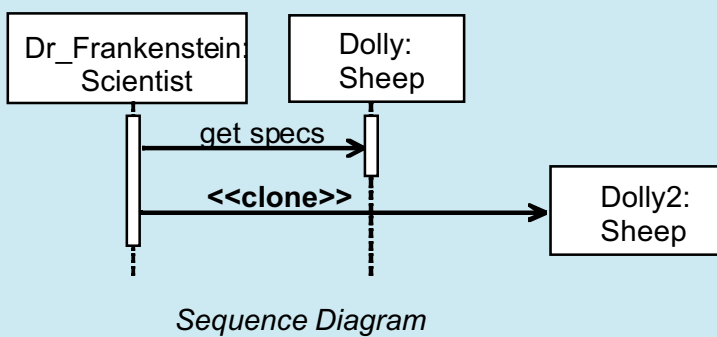 Dr_Frankenstein:
Scientist
Dolly:
Sheep
get specs
<<clone>>
Dolly2:
Sheep
Sequence Diagram